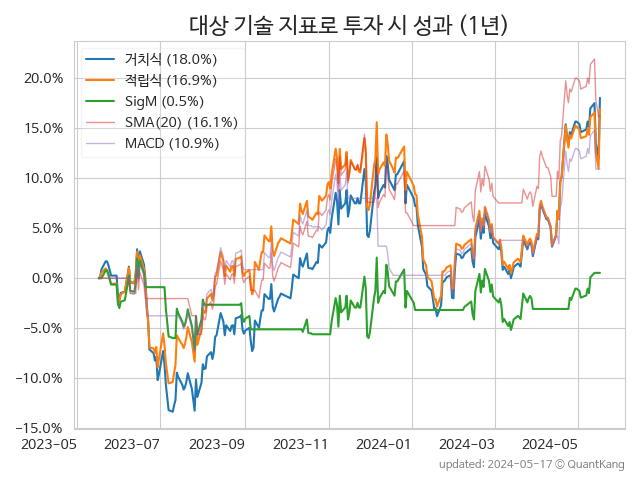 대상 기술 지표로 투자 시 성과 (1년)
거치식 (18.0%)
적립식 (16.9%)
SigM (0.5%)
SMA(20) (16.1%)
MACD (10.9%)
20.0%
15.0%
10.0%
5.0%
0.0%
−5.0%
−10.0%
−15.0%
2023-05 2023-07 2023-09 2023-11 2024-01 2024-03 2024-05
updated: 2024-05-17 © QuantKang